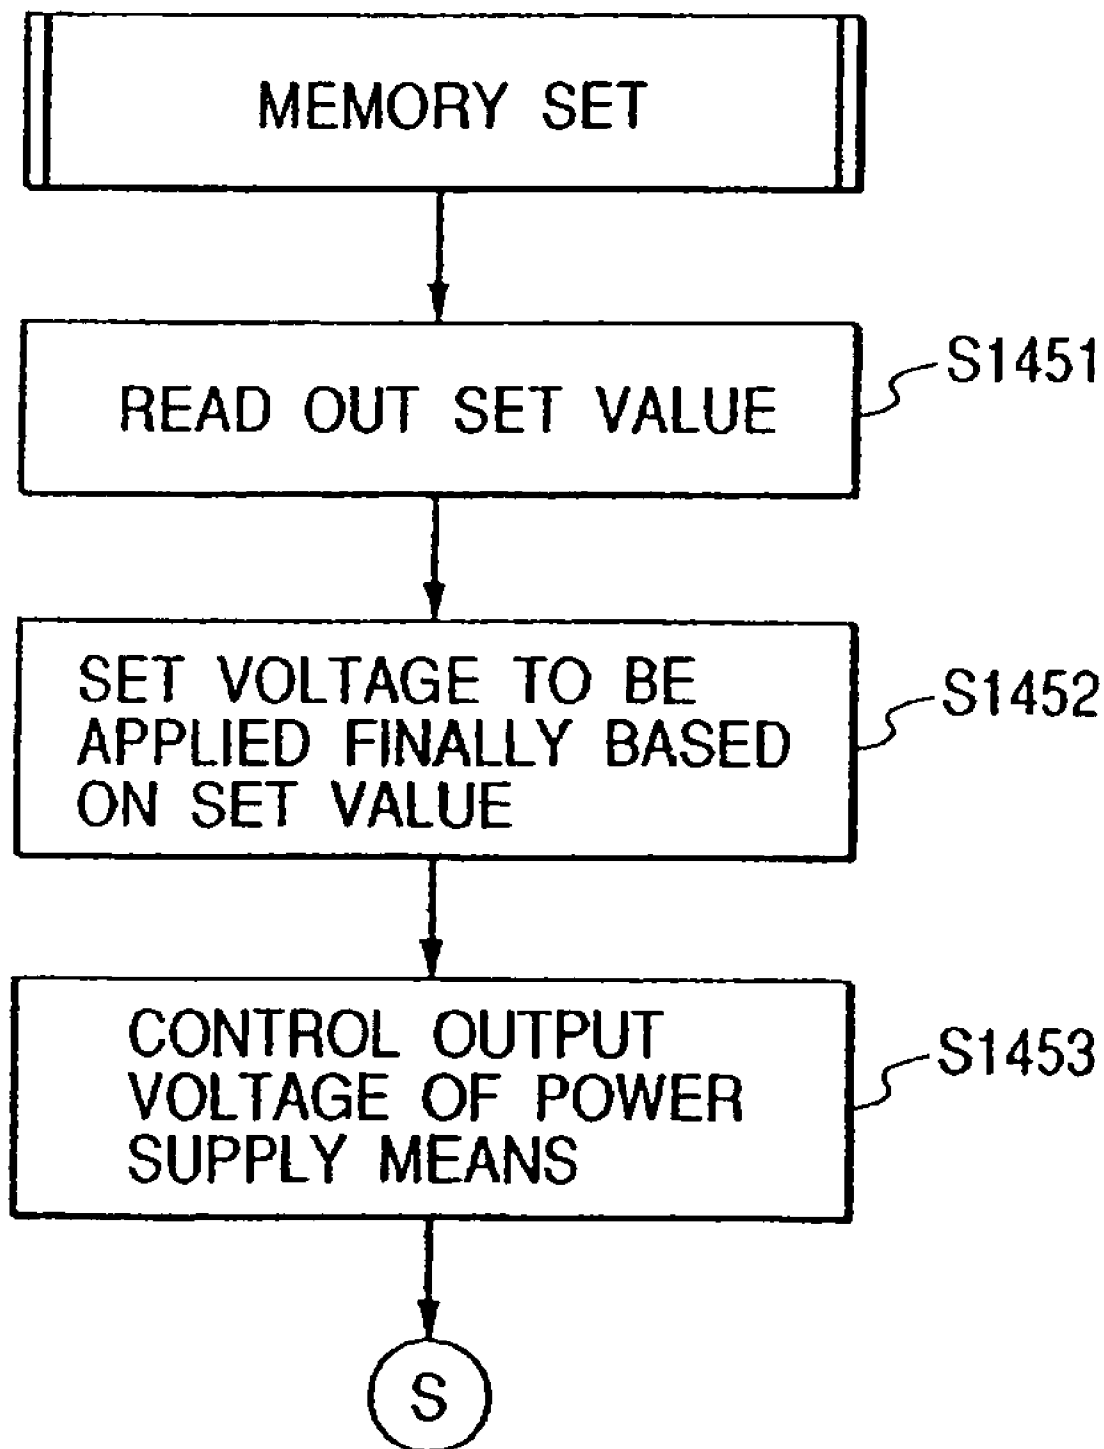 MEMORY SET
READ OUT SET VALUE
S1451
SET VOLTAGE TO BE
APPLIED FINALLY BASED
ON SET VALUE
S1452
CONTROL OUTPUT
VOLTAGE OF POWER
SUPPLY MEANS
S1453
S